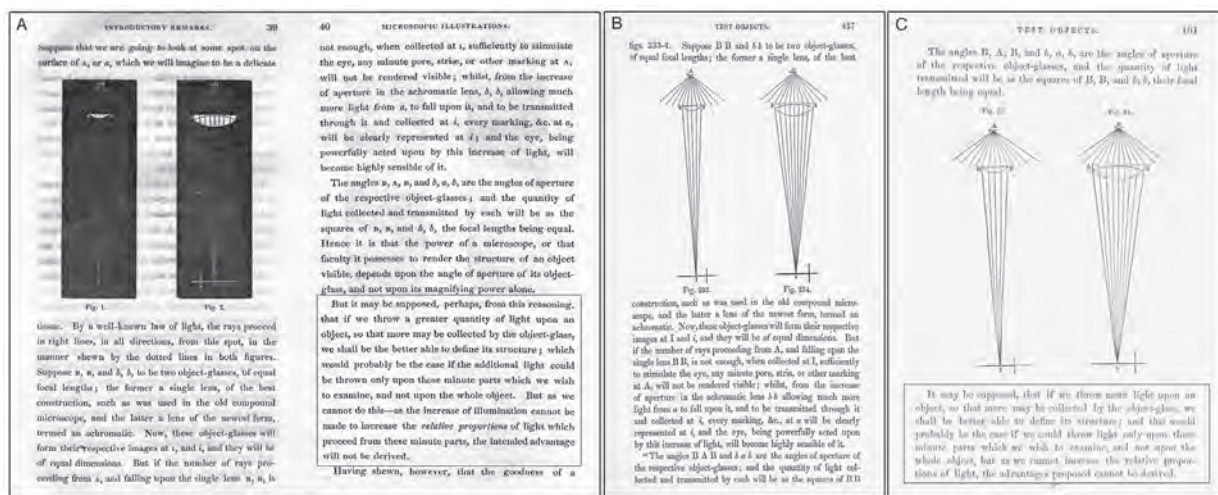 A
INTRODUCTORY REMARKS. 39
Suppose that we are going to look at some spot on the
surface of A, or a, which we will imagine to be a delicate
Fig. 1. Fig. 2.
tissue. By a well-known law of light, the rays proceed
in right lines, in all directions, from this spot, in the
manner shewn by the dotted lines in both figures.
Suppose B, B, and b, b, to be two object-glasses, of equal
focal lengths; the former a single lens, of the best
construction, such as was used in the old compound
microscope, and the latter a lens of the newest form,
termed an achromatic. Now, these object-glasses will
form their respective images at I, and i, and they will be
of equal dimensions. But if the number of rays pro-
ceeding from A, and falling upon the single lens B, B, is
40 MICROSCOPIC ILLUSTRATIONS.
not enough, when collected at I, sufficiently to stimulate
the eye, any minute pore, striæ, or other marking at A,
will not be rendered visible; whilst, from the increase
of aperture in the achromatic lens, b, b, allowing much
more light from a, to fall upon it, and to be transmitted
through it and collected at i, every marking, &c. at a,
will be clearly represented at i; and the eye, being
powerfully acted upon by this increase of light, will
become highly sensible of it.
The angles B, A, B, and b, a, b, are the angles of aperture
of the respective object-glasses; and the quantity of
light collected and transmitted by each will be as the
squares of B, B, and b, b, the focal lengths being equal.
Hence it is that the power of a microscope, or that
faculty it possesses to render the structure of an object
visible, depends upon the angle of aperture of its object-
glass, and not upon its magnifying power alone.
But it may be supposed, perhaps, from this reasoning,
that if we throw a greater quantity of light upon an
object, so that more may be collected by the object-glass,
we shall be the better able to define its structure; which
would probably be the case if the additional light could
be thrown only upon those minute parts which we wish
to examine, and not upon the whole object. But as we
cannot do this—as the increase of illumination cannot be
made to increase the relative proportions of light which
proceed from these minute parts, the intended advantage
will not be derived.
Having shewn, however, that the goodness of a
B
TEST OBJECTS. 437
figs. 233-4. Suppose B B and b b to be two object-glasses,
of equal focal lengths; the former a single lens, of the best
Fig. 233. Fig. 234.
construction, such as was used in the old compound micro-
scope, and the latter a lens of the newest form, termed an
achromatic. Now, these object-glasses will form their respective
images at I and i, and they will be of equal dimensions. But
if the number of rays proceeding from A, and falling upon the
single lens B B, is not enough, when collected at I, sufficiently
to stimulate the eye, any minute pore, striæ, or other marking
at A, will not be rendered visible; whilst, from the increase
of aperture in the achromatic lens b b allowing much more
light from a to fall upon it, and to be transmitted through it
and collected at i, every marking, &c., at a will be clearly
represented at i, and the eye, being powerfully acted upon
by this increase of light, will become highly sensible of it.
"The angles B A B and b a b are the angles of aperture of
the respective object-glasses; and the quantity of light col-
lected and transmitted by each will be as the squares of B B
C
TEST OBJECTS.
The angles B, A, B, and b, a, b, are the angles of aperture
of the respective object-glasses, and the quantity of light
transmitted will be as the squares of B, B, and b, b, their focal
length being equal.
It may be supposed, that if we throw more light upon an
object, so that more may be collected by the object-glass, we
shall be better able to define its structure; and that would
probably be the case if we could throw light only upon those
minute parts which we wish to examine, and not upon the
whole object, but as we cannot increase the relative propor-
tions of light, the advantages proposed cannot be derived.